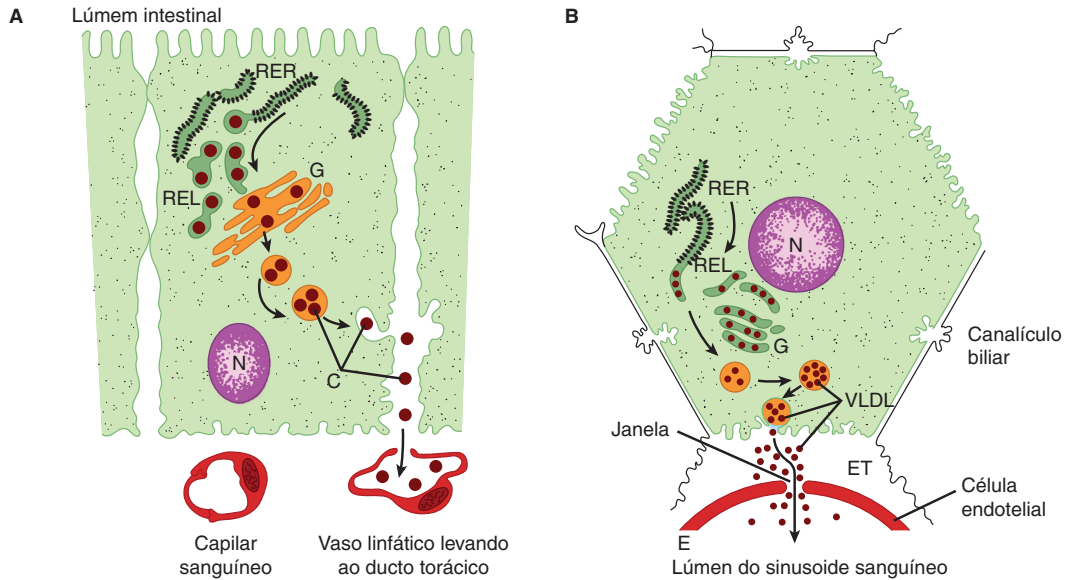 A
Lúmem intestinal
RER
G
REL
N
C
Capilar
sanguíneo
Vaso linfático levando
ao ducto torácico
B
RER
N
REL
G
Canalículo
biliar
VLDL
Janela
ET
Célula
endotelial
E
Lúmen do sinusoide sanguíneo